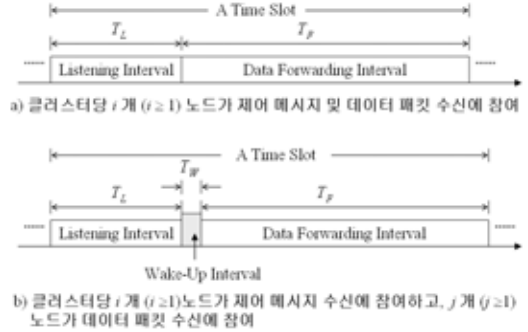 A Time Slot
T_L T_F
...... Listening Interval Data Forwarding Interval ......
a) 클러스터당 i 개 (i ≥ 1) 노드가 제어 메시지 및 데이터 패킷 수신에 참여
A Time Slot
T_W
T_L T_F
...... Listening Interval Data Forwarding Interval ......
Wake-Up Interval
b) 클러스터당 i 개 (i ≥1)노드가 제어 메시지 수신에 참여하고, j 개 (j ≥1)
노드가 데이터 패킷 수신에 참여